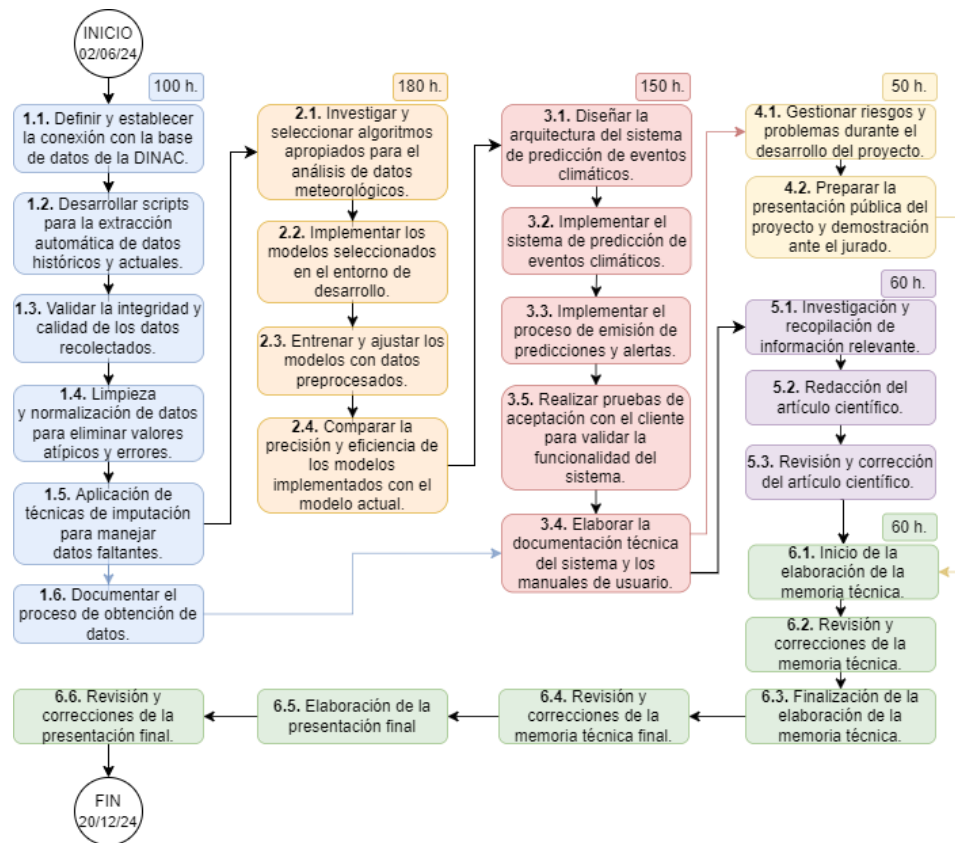 INICIO
02/06/24
100 h.
1.1. Definir y establecer
la conexión con la base
de datos de la DINAC.
1.2. Desarrollar scripts
para la extracción
automática de datos
históricos y actuales.
1.3. Validar la integridad y
calidad de los datos
recolectados.
1.4. Limpieza
y normalización de datos
para eliminar valores
atípicos y errores.
1.5. Aplicación de
técnicas de imputación
para manejar
datos faltantes.
1.6. Documentar el
proceso de obtención de
datos.
180 h.
2.1. Investigar y
seleccionar algoritmos
apropiados para el
análisis de datos
meteorológicos.
2.2. Implementar los
modelos seleccionados
en el entorno de
desarrollo.
2.3. Entrenar y ajustar los
modelos con datos
preprocesados.
2.4. Comparar la
precisión y eficiencia de
los modelos
implementados con el
modelo actual.
150 h.
3.1. Diseñar la
arquitectura del sistema
de predicción de eventos
climáticos.
3.2. Implementar el
sistema de predicción de
eventos climáticos.
3.3. Implementar el
proceso de emisión de
predicciones y alertas.
3.5. Realizar pruebas de
aceptación con el cliente
para validar la
funcionalidad del
sistema.
3.4. Elaborar la
documentación técnica
del sistema y los
manuales de usuario.
50 h.
4.1. Gestionar riesgos y
problemas durante el
desarrollo del proyecto.
4.2. Preparar la
presentación pública del
proyecto y demostración
ante el jurado.
60 h.
5.1. Investigación y
recopilación de
información relevante.
5.2. Redacción del
artículo científico.
5.3. Revisión y corrección
del artículo científico.
60 h.
6.1. Inicio de la
elaboración de la
memoria técnica.
6.2. Revisión y
correcciones de la
memoria técnica.
6.3. Finalización de la
elaboración de la
memoria técnica.
6.4. Revisión y
correcciones de la
memoria técnica final.
6.5. Elaboración de la
presentación final
6.6. Revisión y
correcciones de la
presentación final.
FIN
20/12/24